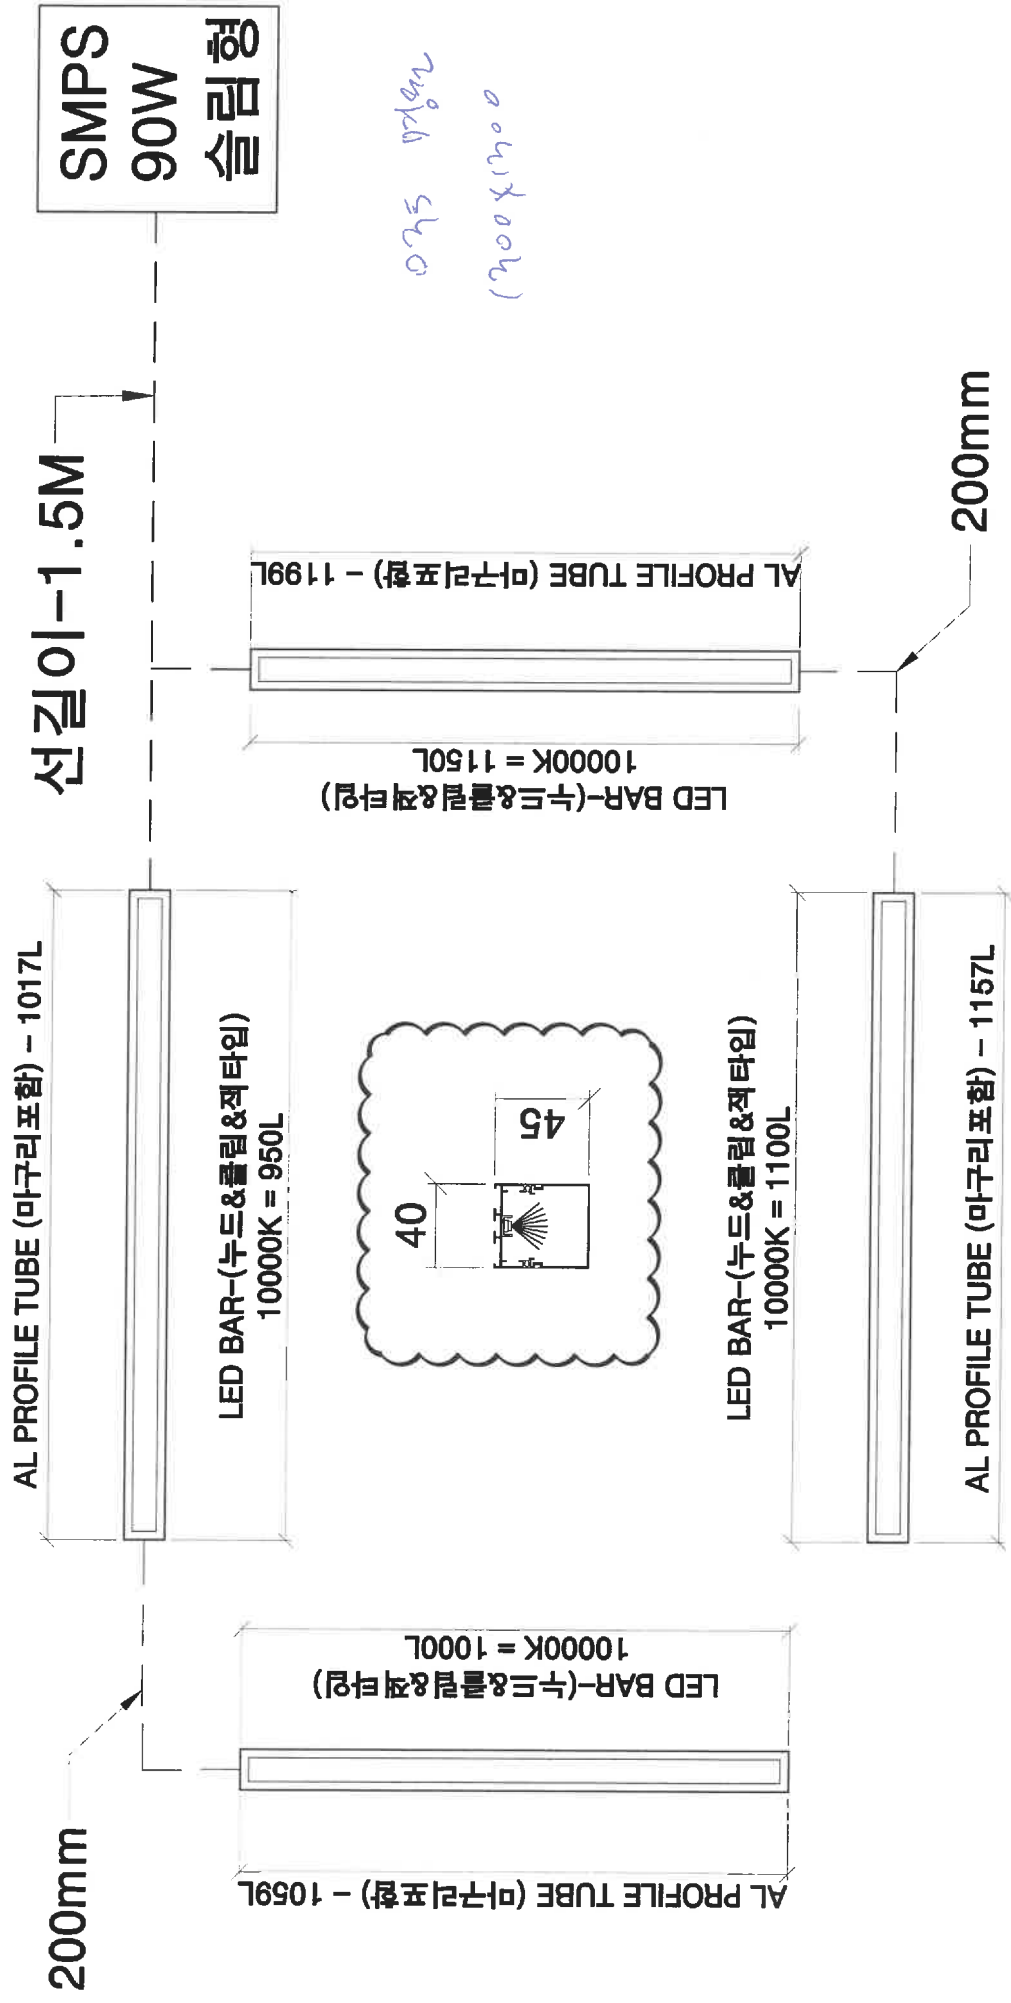 SMPS
90W
슬림형
선길이-1.5M
200mm
AL PROFILE TUBE (마구리포함) - 1017L
LED BAR-(누드&클립&잭타입)
10000K = 950L
AL PROFILE TUBE (마구리포함) - 1199L
LED BAR-(누드&클립&잭타입)
10000K = 1150L
40
45
LED BAR-(누드&클립&잭타입)
10000K = 1000L
AL PROFILE TUBE (마구리포함) - 1059L
LED BAR-(누드&클립&잭타입)
10000K = 1100L
AL PROFILE TUBE (마구리포함) - 1157L
200mm